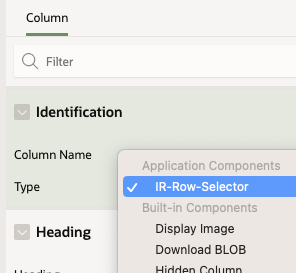 Column
Filter
Identification
Column Name
Application Components
Type
✓ IR-Row-Selector
Built-in Components
Heading
Display Image
Download BLOB
Hidden Column